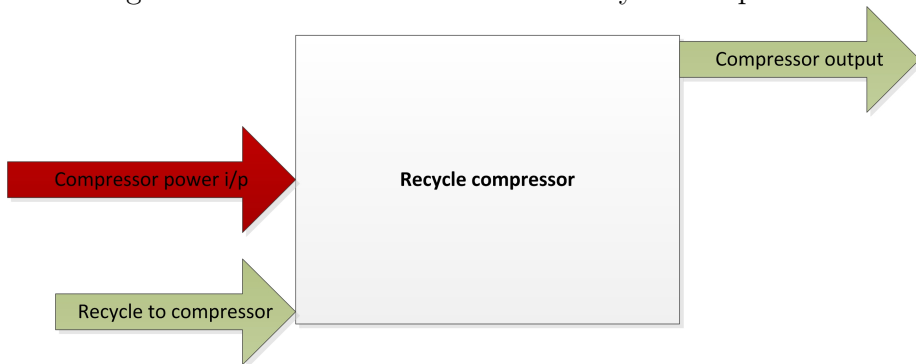 Compressor output
Compressor power i/p
Recycle compressor
Recycle to compressor